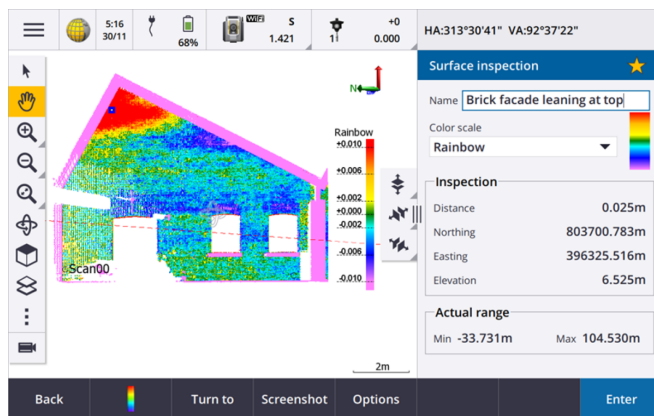 5:16
30/11
68%
WiFi
S
1.421
1
+0
0.000
HA:313°30'41" VA:92°37'22"
Surface inspection
Name Brick facade leaning at top
Color scale
Rainbow
Inspection
Distance 0.025m
Northing 803700.783m
Easting 396325.516m
Elevation 6.525m
Actual range
Min -33.731m Max 104.530m
N
Rainbow
+0.010
+0.006
+0.002
+0.000
-0.002
-0.006
-0.010
Scan00
2m
Back
Turn to
Screenshot
Options
Enter